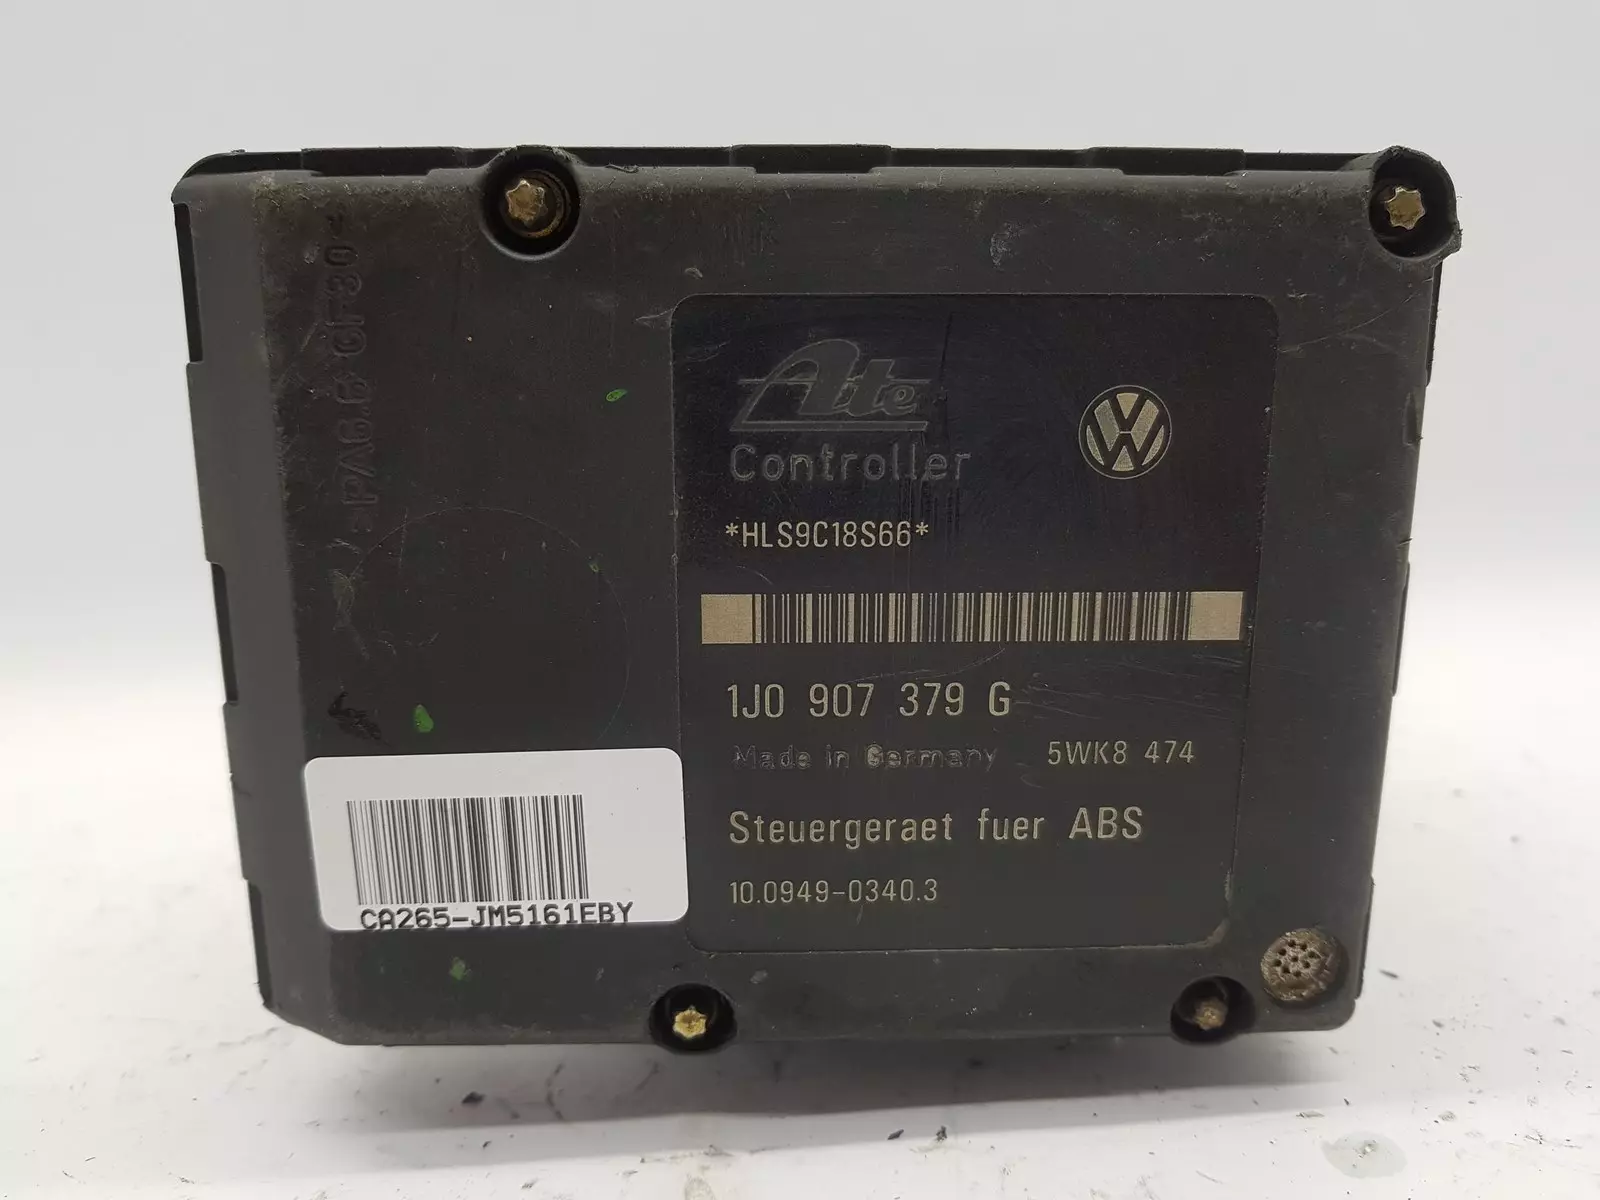 >PA6.6 GF30<
Ate
Controller
*HLS9C18S66*
1J0 907 379 G
Made in Germany 5WK8 474
Steuergeraet fuer ABS
10.0949-0340.3
CA265-JM5161EBY